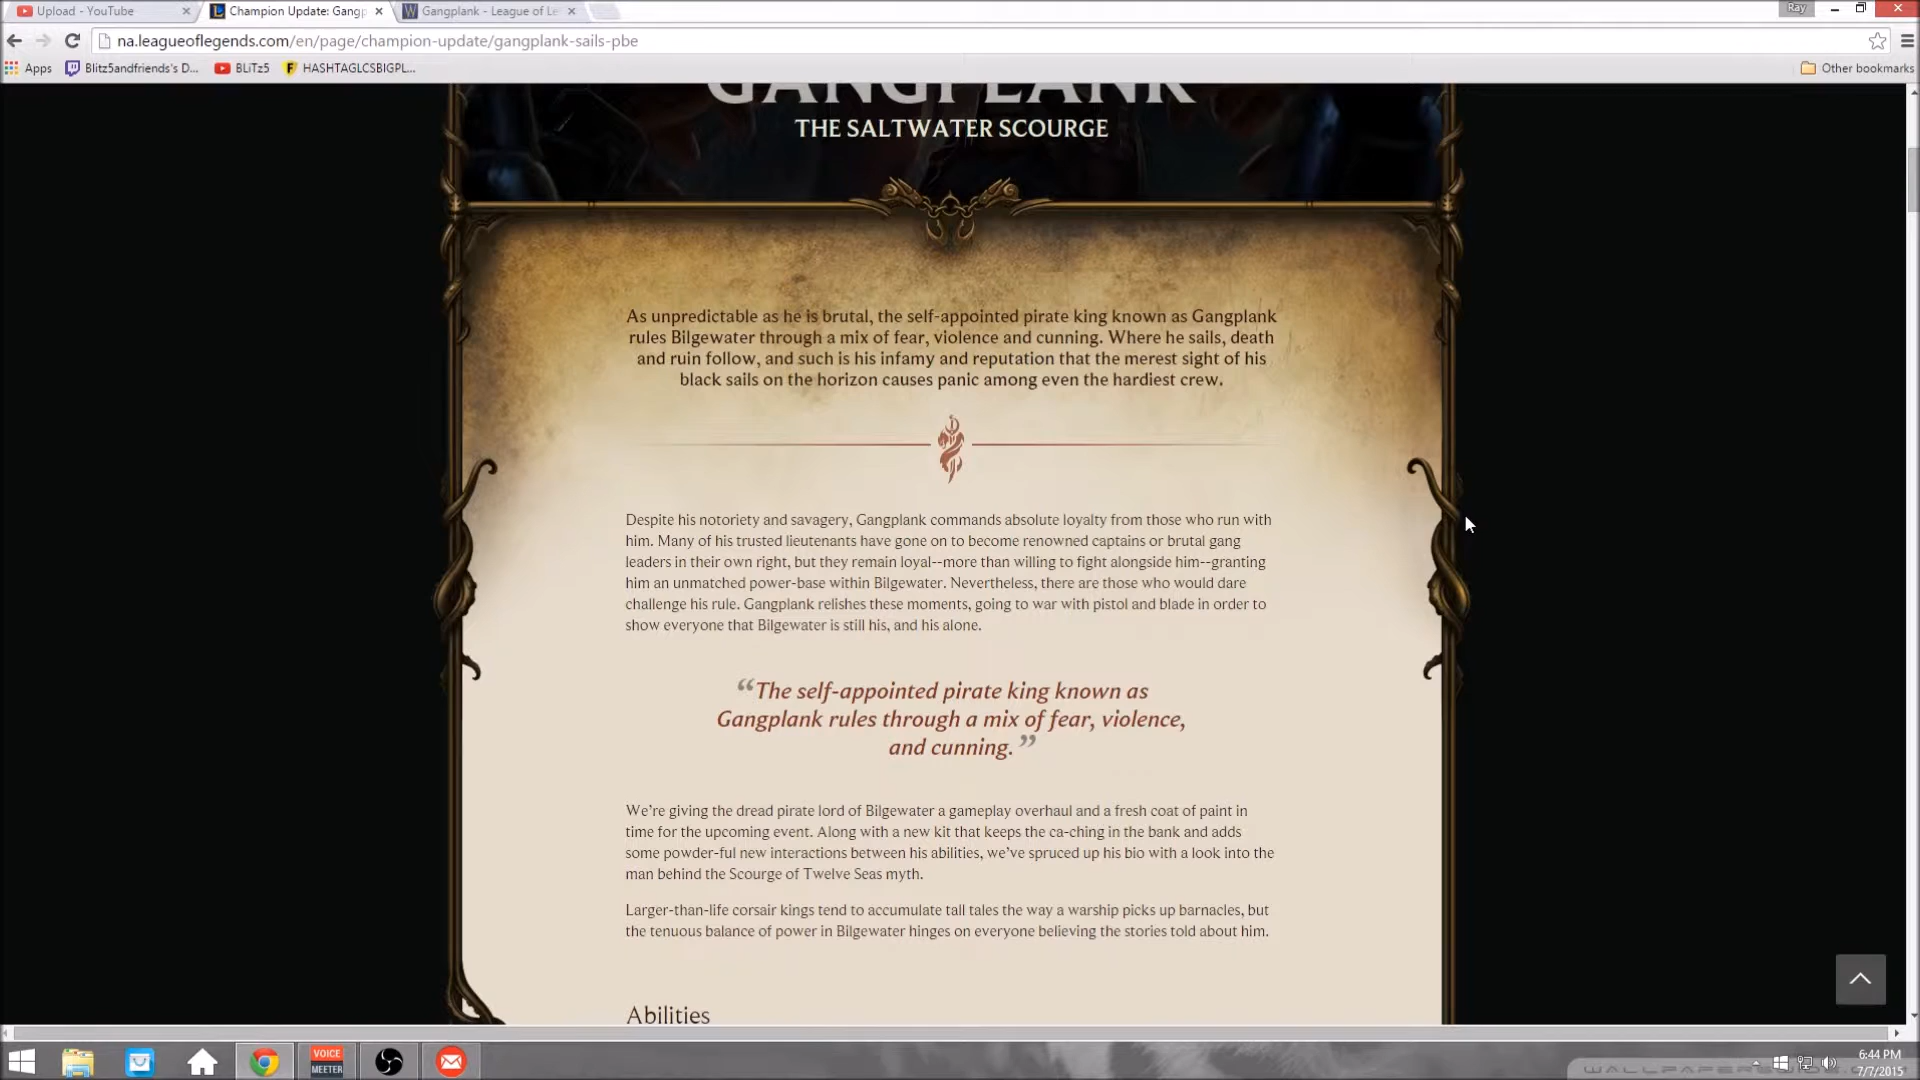 Upload - YouTube
Champion Update: Gangp
Gangplank - League of Le
Ray
na.leagueoflegends.com/en/page/champion-update/gangplank-sails-pbe
Apps
Blitz5andfriends's D...
BLiTz5
HASHTAGLCSBIGPL...
Other bookmarks
GANGPLANK
THE SALTWATER SCOURGE
As unpredictable as he is brutal, the self-appointed pirate king known as Gangplank
rules Bilgewater through a mix of fear, violence and cunning. Where he sails, death
and ruin follow, and such is his infamy and reputation that the merest sight of his
black sails on the horizon causes panic among even the hardiest crew.
Despite his notoriety and savagery, Gangplank commands absolute loyalty from those who run with
him. Many of his trusted lieutenants have gone on to become renowned captains or brutal gang
leaders in their own right, but they remain loyal--more than willing to fight alongside him--granting
him an unmatched power-base within Bilgewater. Nevertheless, there are those who would dare
challenge his rule. Gangplank relishes these moments, going to war with pistol and blade in order to
show everyone that Bilgewater is still his, and his alone.
“The self-appointed pirate king known as
Gangplank rules through a mix of fear, violence,
and cunning.”
We’re giving the dread pirate lord of Bilgewater a gameplay overhaul and a fresh coat of paint in
time for the upcoming event. Along with a new kit that keeps the ca-ching in the bank and adds
some powder-ful new interactions between his abilities, we’ve spruced up his bio with a look into the
man behind the Scourge of Twelve Seas myth.
Larger-than-life corsair kings tend to accumulate tall tales the way a warship picks up barnacles, but
the tenuous balance of power in Bilgewater hinges on everyone believing the stories told about him.
Abilities
VOICE
MEETER
6:44 PM
7/7/2015